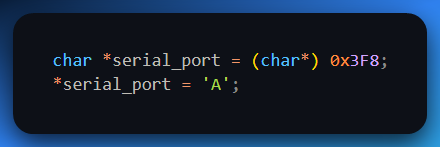 char *serial_port = (char*) 0x3F8;
*serial_port = 'A';